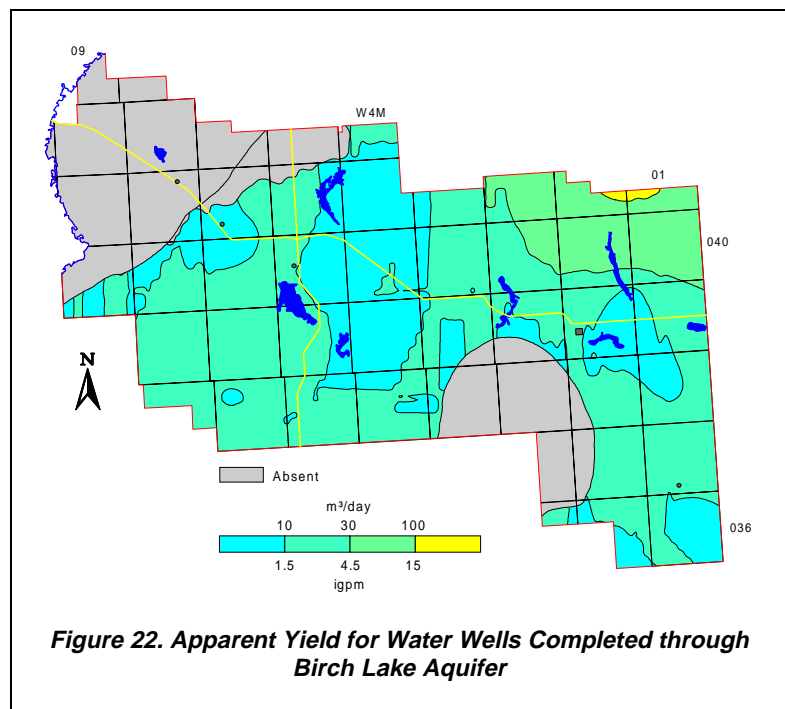 09
W4M
01
040
N
Absent
036
m³/day
10 30 100
1.5 4.5 15
igpm
Figure 22. Apparent Yield for Water Wells Completed through
Birch Lake Aquifer